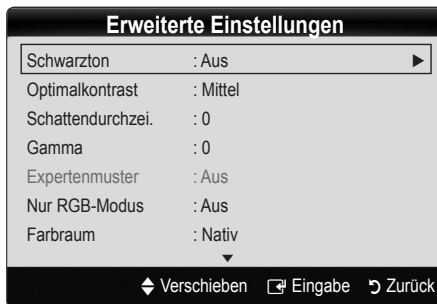 Erweiterte Einstellungen
Schwarzton : Aus
Optimalkontrast : Mittel
Schattendurchzei. : 0
Gamma : 0
Expertenmuster : Aus
Nur RGB-Modus : Aus
Farbraum : Nativ
Verschieben Eingabe Zurück